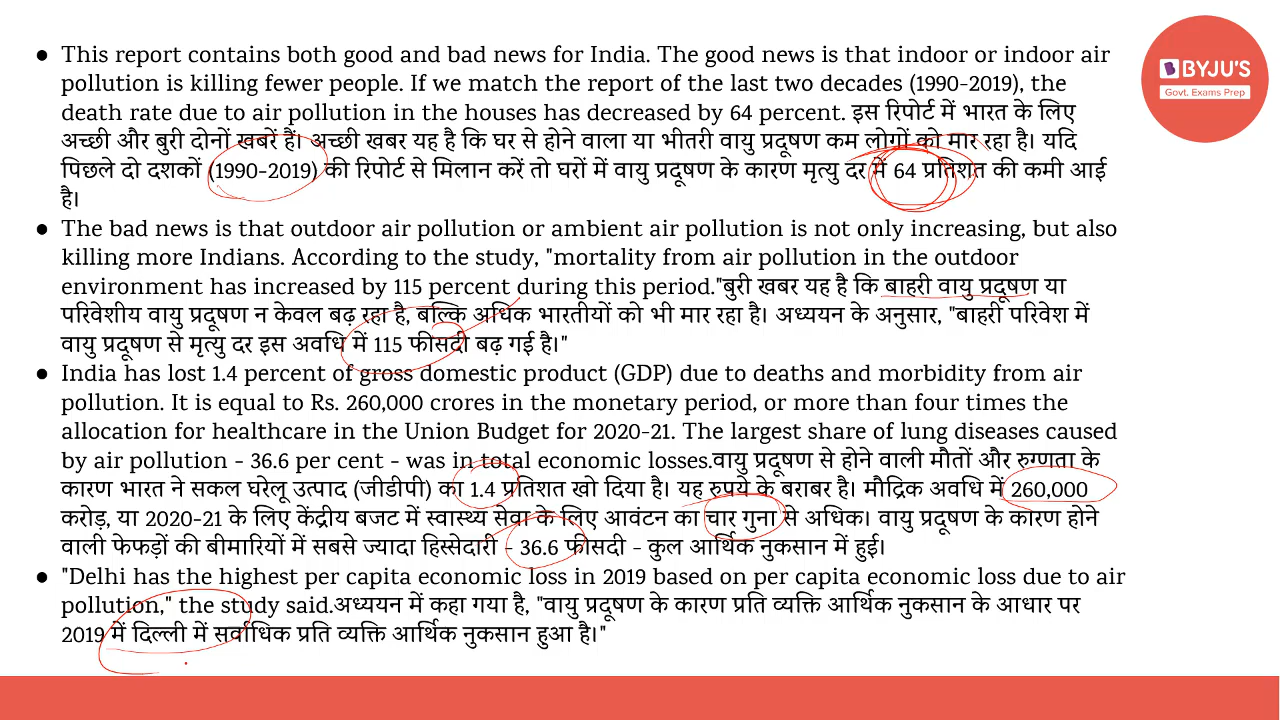 ● This report contains both good and bad news for India. The good news is that indoor or indoor air
pollution is killing fewer people. If we match the report of the last two decades (1990-2019), the
death rate due to air pollution in the houses has decreased by 64 percent. इस रिपोर्ट में भारत के लिए
अच्छी और बुरी दोनों खबरें हैं। अच्छी खबर यह है कि घर से होने वाला या भीतरी वायु प्रदूषण कम लोगों को मार रहा है। यदि
पिछले दो दशकों (1990-2019) की रिपोर्ट से मिलान करें तो घरों में वायु प्रदूषण के कारण मृत्यु दर में 64 प्रतिशत की कमी आई
है।
● The bad news is that outdoor air pollution or ambient air pollution is not only increasing, but also
killing more Indians. According to the study, "mortality from air pollution in the outdoor
environment has increased by 115 percent during this period."बुरी खबर यह है कि बाहरी वायु प्रदूषण या
परिवेशीय वायु प्रदूषण न केवल बढ़ रहा है, बल्कि अधिक भारतीयों को भी मार रहा है। अध्ययन के अनुसार, "बाहरी परिवेश में
वायु प्रदूषण से मृत्यु दर इस अवधि में 115 फीसदी बढ़ गई है।"
● India has lost 1.4 percent of gross domestic product (GDP) due to deaths and morbidity from air
pollution. It is equal to Rs. 260,000 crores in the monetary period, or more than four times the
allocation for healthcare in the Union Budget for 2020-21. The largest share of lung diseases caused
by air pollution - 36.6 per cent - was in total economic losses.वायु प्रदूषण से होने वाली मौतों और रुग्णता के
कारण भारत ने सकल घरेलू उत्पाद (जीडीपी) का 1.4 प्रतिशत खो दिया है। यह रुपये के बराबर है। मौद्रिक अवधि में 260,000
करोड़, या 2020-21 के लिए केंद्रीय बजट में स्वास्थ्य सेवा के लिए आवंटन का चार गुना से अधिक। वायु प्रदूषण के कारण होने
वाली फेफड़ों की बीमारियों में सबसे ज्यादा हिस्सेदारी - 36.6 फीसदी - कुल आर्थिक नुकसान में हुई।
● "Delhi has the highest per capita economic loss in 2019 based on per capita economic loss due to air
pollution," the study said.अध्ययन में कहा गया है, "वायु प्रदूषण के कारण प्रति व्यक्ति आर्थिक नुकसान के आधार पर
2019 में दिल्ली में सर्वाधिक प्रति व्यक्ति आर्थिक नुकसान हुआ है।"
BYJU'S
Govt. Exams Prep